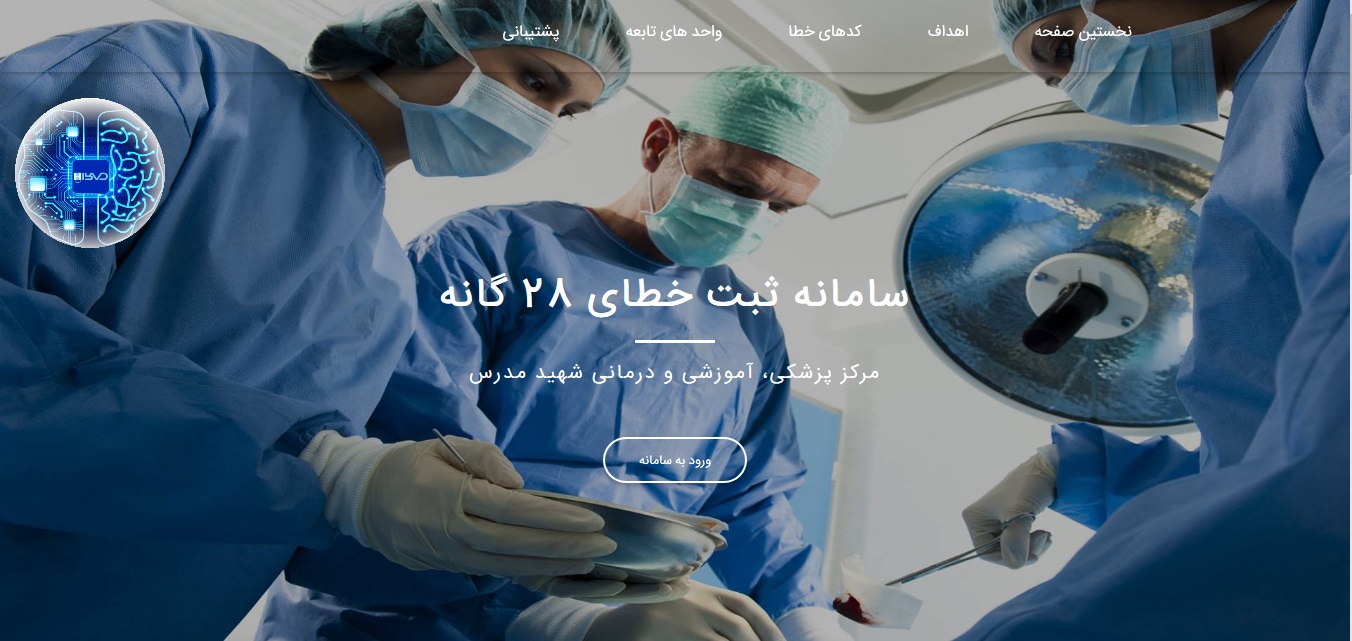 نخستین صفحه اهداف کدهای خطا واحد های تابعه پشتیبانی
سامانه ثبت خطای ۲۸ گانه
مرکز پزشکی، آموزشی و درمانی شهید مدرس
ورود به سامانه